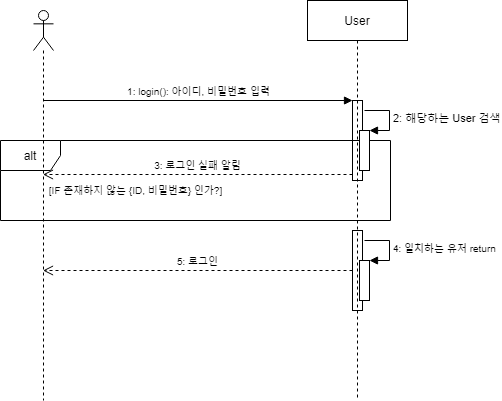 User
1: login(): 아이디, 비밀번호 입력
2: 해당하는 User 검색
alt
3: 로그인 실패 알림
[IF 존재하지 않는 {ID, 비밀번호} 인가?]
4: 일치하는 유저 return
5: 로그인